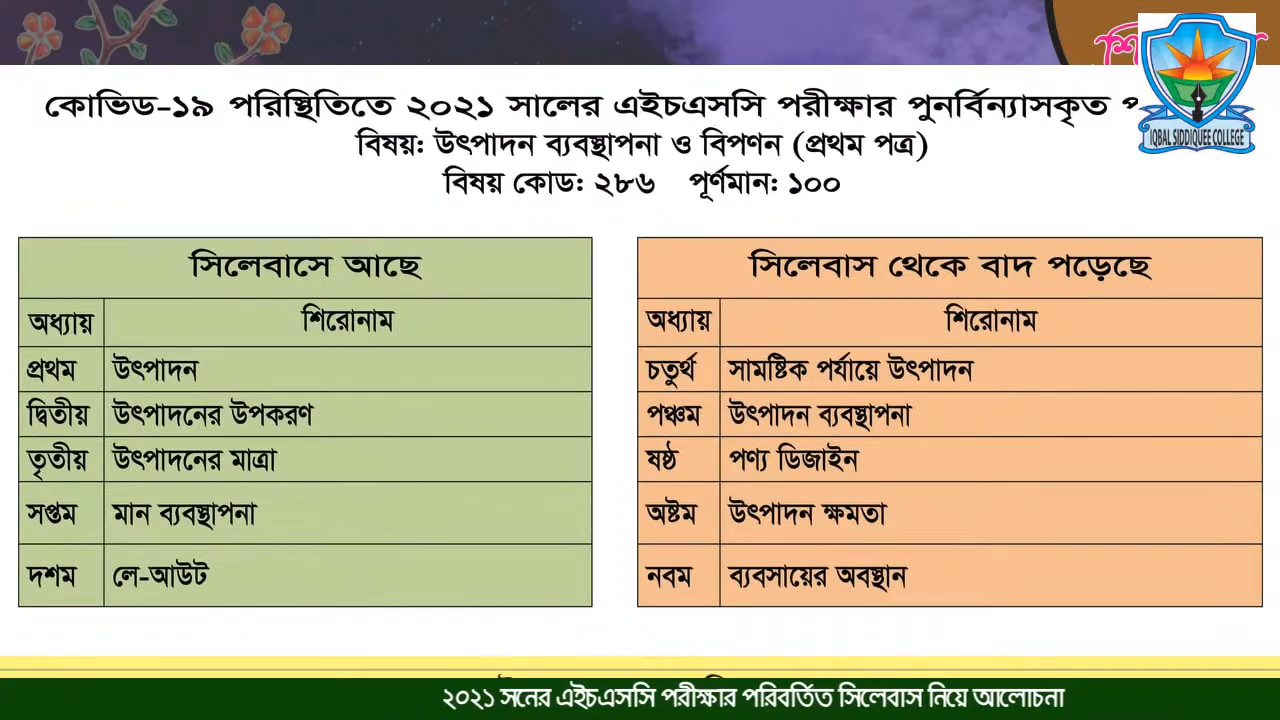 কোভিড-১৯ পরিস্থিতিতে ২০২১ সালের এইচএসসি পরীক্ষার পুনর্বিন্যাসকৃত
বিষয়: উৎপাদন ব্যবস্থাপনা ও বিপণন (প্রথম পত্র)
বিষয় কোড: ২৮৬ পূর্ণমান: ১০০
IQBAL SIDDIQUEE COLLEGE
সিলেবাসে আছে
অধ্যায় শিরোনাম
প্রথম উৎপাদন
দ্বিতীয় উৎপাদনের উপকরণ
তৃতীয় উৎপাদনের মাত্রা
সপ্তম মান ব্যবস্থাপনা
দশম লে-আউট
সিলেবাস থেকে বাদ পড়েছে
অধ্যায় শিরোনাম
চতুর্থ সামষ্টিক পর্যায়ে উৎপাদন
পঞ্চম উৎপাদন ব্যবস্থাপনা
ষষ্ঠ পণ্য ডিজাইন
অষ্টম উৎপাদন ক্ষমতা
নবম ব্যবসায়ের অবস্থান
২০২১ সনের এইচএসসি পরীক্ষার পরিবর্তিত সিলেবাস নিয়ে আলোচনা